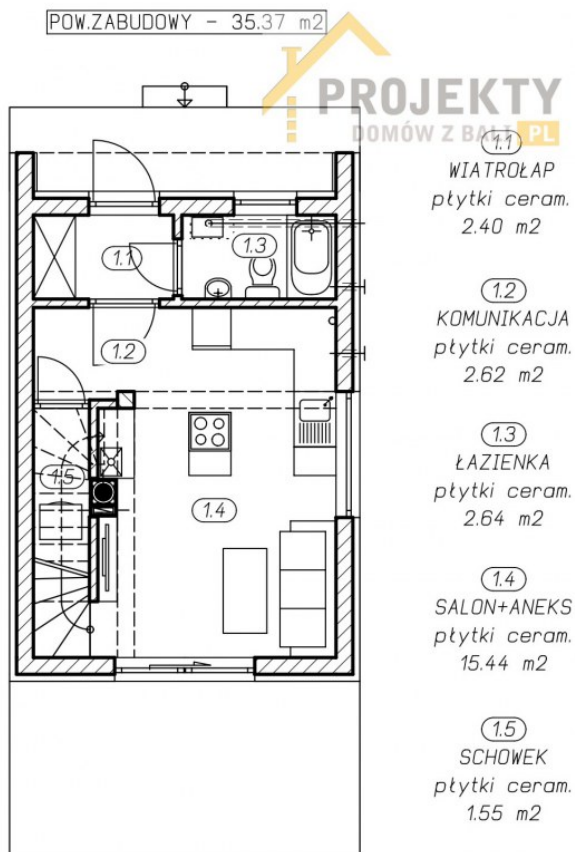 POW.ZABUDOWY - 35.37 m2
PROJEKTY
DOMÓW Z BALI.PL
1.1
WIATROŁAP
płytki ceram.
2.40 m2
1.2
KOMUNIKACJA
płytki ceram.
2.62 m2
1.3
ŁAZIENKA
płytki ceram.
2.64 m2
1.4
SALON+ANEKS
płytki ceram.
15.44 m2
1.5
SCHOWEK
płytki ceram.
1.55 m2
1.1
1.3
1.2
1.5
1.4